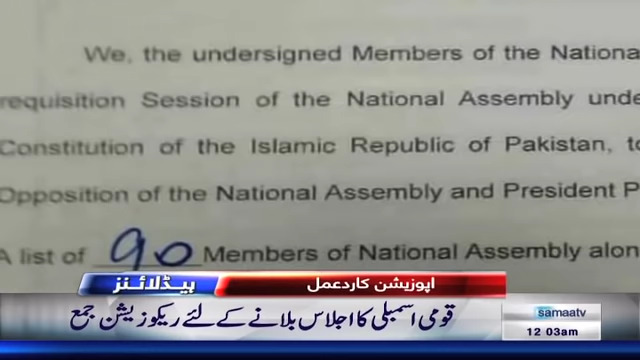 We, the undersigned Members of the National
requisition Session of the National Assembly unde
Constitution of the Islamic Republic of Pakistan, to
Opposition of the National Assembly and President P
A list of 90 Members of National Assembly alon
ہیڈلائنز اپوزیشن کا ردعمل
قومی اسمبلی کا اجلاس بلانے کے لئے ریکوزیشن جمع
samaatv
12 03am